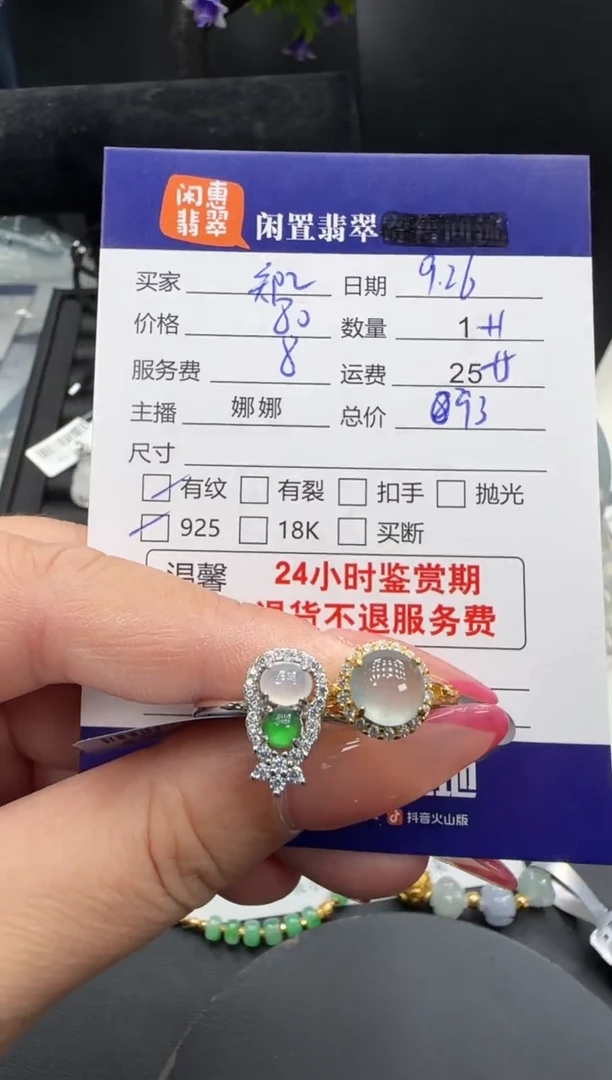 闲惠
翡翠
闲置翡翠
买家 日期 9.26
价格 80 数量 1件
服务费 8 运费 25
主播 娜娜 总价 93
尺寸
有纹 有裂 扣手 抛光
925 18K 买断
温馨 24小时鉴赏期
退货不退服务费
抖音火山版